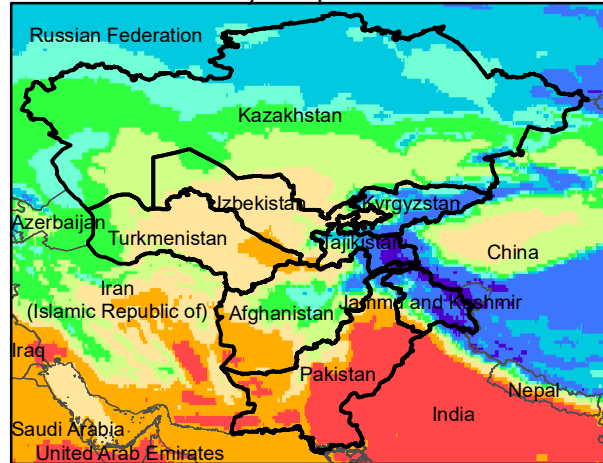 Russian Federation
Kazakhstan
Uzbekistan
Kyrgyzstan
Azerbaijan
Turkmenistan
Tajikistan
China
Iran
(Islamic Republic of)
Afghanistan
Jammu and Kashmir
Iraq
Pakistan
Nepal
Saudi Arabia
India
United Arab Emirates